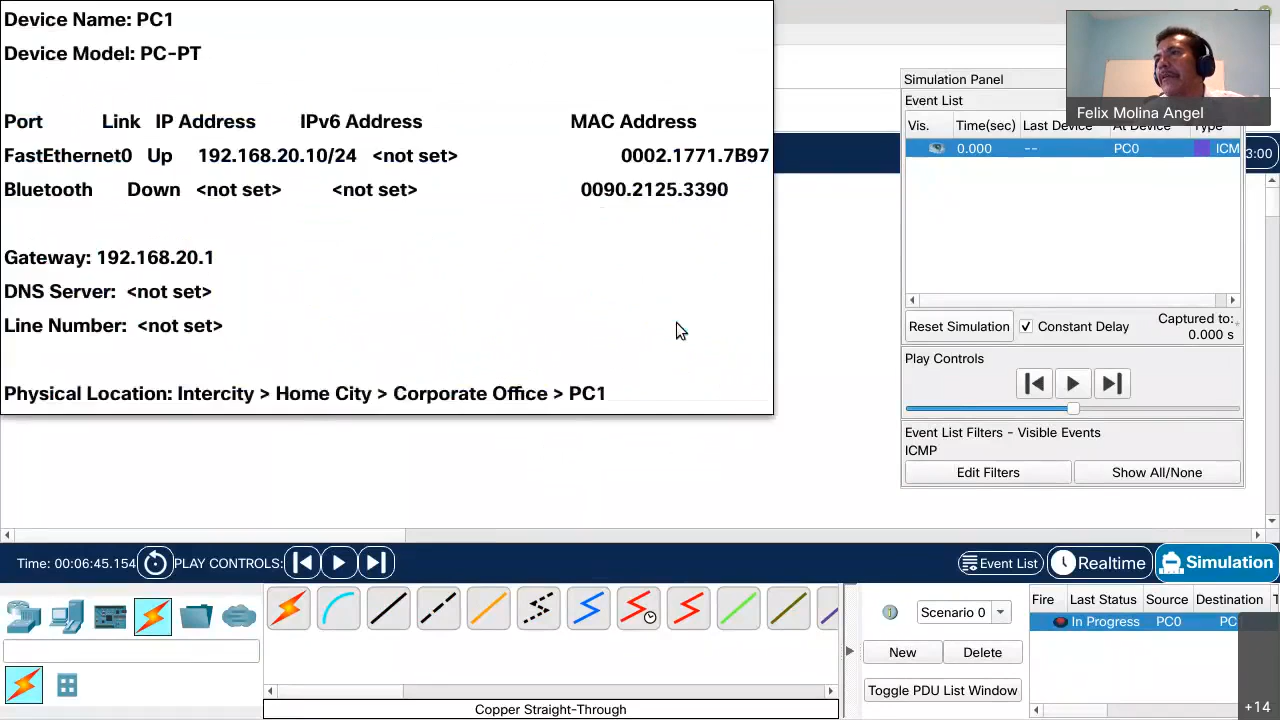 Device Name: PC1
Device Model: PC-PT
Port Link IP Address IPv6 Address MAC Address
FastEthernet0 Up 192.168.20.10/24 <not set> 0002.1771.7B97
Bluetooth Down <not set> <not set> 0090.2125.3390
Gateway: 192.168.20.1
DNS Server: <not set>
Line Number: <not set>
Physical Location: Intercity > Home City > Corporate Office > PC1
Felix Molina Angel
Simulation Panel
Event List
Vis. Time(sec) Last Device At Device Type
0.000 -- PC0 ICM
3:00
Reset Simulation Constant Delay Captured to:
0.000 s
Play Controls
Event List Filters - Visible Events
ICMP
Edit Filters Show All/None
Time: 00:06:45.154 PLAY CONTROLS: Event List Realtime Simulation
Scenario 0
New Delete
Toggle PDU List Window
Fire Last Status Source Destination
In Progress PC0 PC
+14
Copper Straight-Through